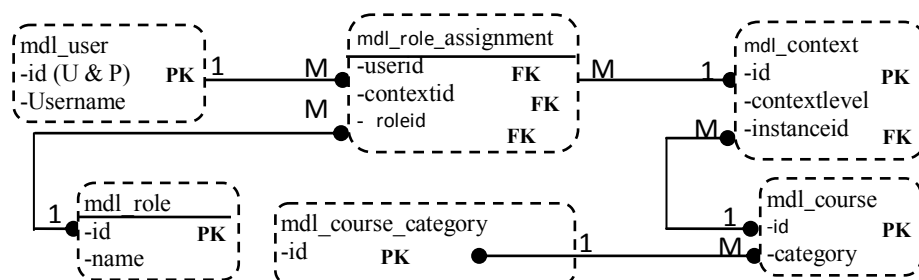 mdl_user
-id (U & P) PK
-Username
1 M
M
mdl_role_assignment
-userid FK
-contextid FK
- roleid FK
M 1
mdl_context
-id PK
-contextlevel
-instanceid FK
M
1
1
mdl_role
-id PK
-name
mdl_course_category
-id PK
1 M
mdl_course
-id PK
-category